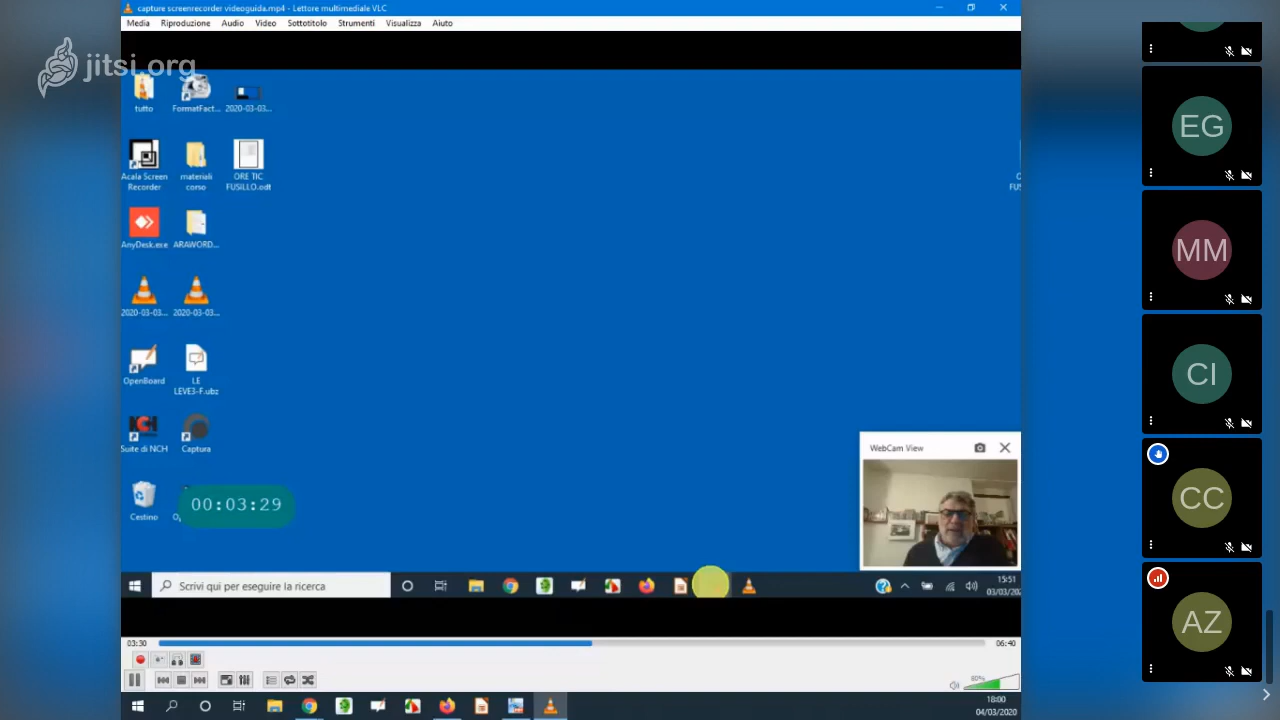 capture screenrecorder videoguida.mp4 - Lettore multimediale VLC
Media Riproduzione Audio Video Sottotitolo Strumenti Visualizza Aiuto
jitsi.org
tutto
FormatFact...
2020-03-03...
Acala Screen
Recorder
materiali
corso
ORE TIC
FUSILLO.odt
AnyDesk.exe
ARAWORD...
2020-03-03...
2020-03-03...
OpenBoard
LE
LEVE3-F.ubz
Suite di NCH
Captura
Cestino
00:03:29
WebCam View
Scrivi qui per eseguire la ricerca
15:51
03/03/202
03:30
06:40
80%
18:00
04/03/2020
EG
MM
CI
CC
AZ